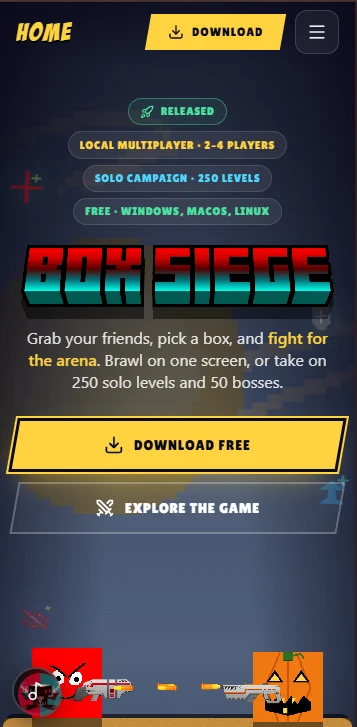 HOME
DOWNLOAD
RELEASED
LOCAL MULTIPLAYER · 2–4 PLAYERS
SOLO CAMPAIGN · 250 LEVELS
FREE · WINDOWS, MACOS, LINUX
BOX SIEGE
Grab your friends, pick a box, and fight for
the arena. Brawl on one screen, or take on
250 solo levels and 50 bosses.
DOWNLOAD FREE
EXPLORE THE GAME